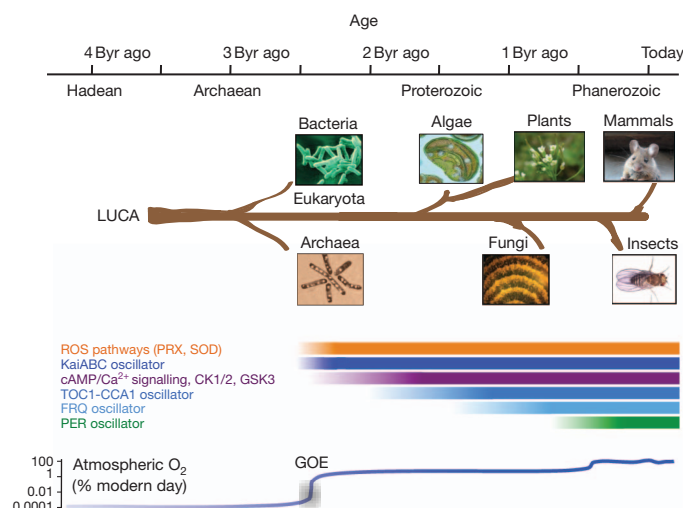 Age
4 Byr ago 3 Byr ago 2 Byr ago 1 Byr ago Today
Hadean Archaean Proterozoic Phanerozoic
Bacteria Algae Plants Mammals
Eukaryota
LUCA
Archaea Fungi Insects
ROS pathways (PRX, SOD)
KaiABC oscillator
cAMP/Ca²⁺ signalling, CK1/2, GSK3
TOC1-CCA1 oscillator
FRQ oscillator
PER oscillator
Atmospheric O₂
(% modern day)
GOE
100
1
0.01
0.0001